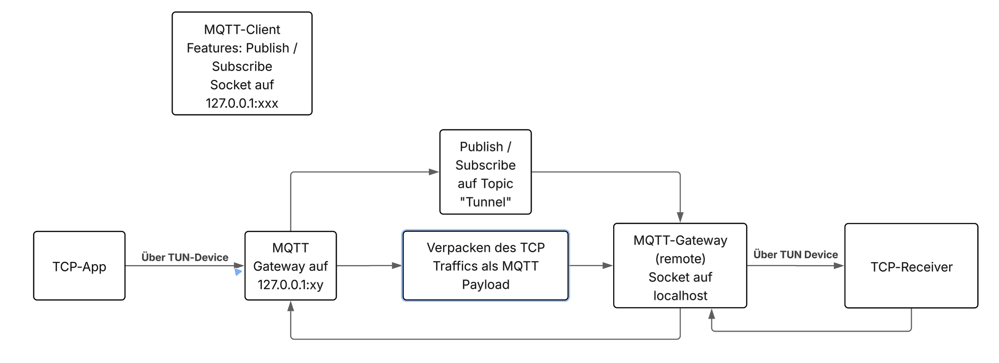 MQTT-Client
Features: Publish /
Subscribe
Socket auf
127.0.0.1:xxx
Publish /
Subscribe
auf Topic
"Tunnel"
TCP-App
Über TUN-Device
MQTT
Gateway auf
127.0.0.1:xy
Verpacken des TCP
Traffics als MQTT
Payload
MQTT-Gateway
(remote)
Socket auf
localhost
Über TUN Device
TCP-Receiver